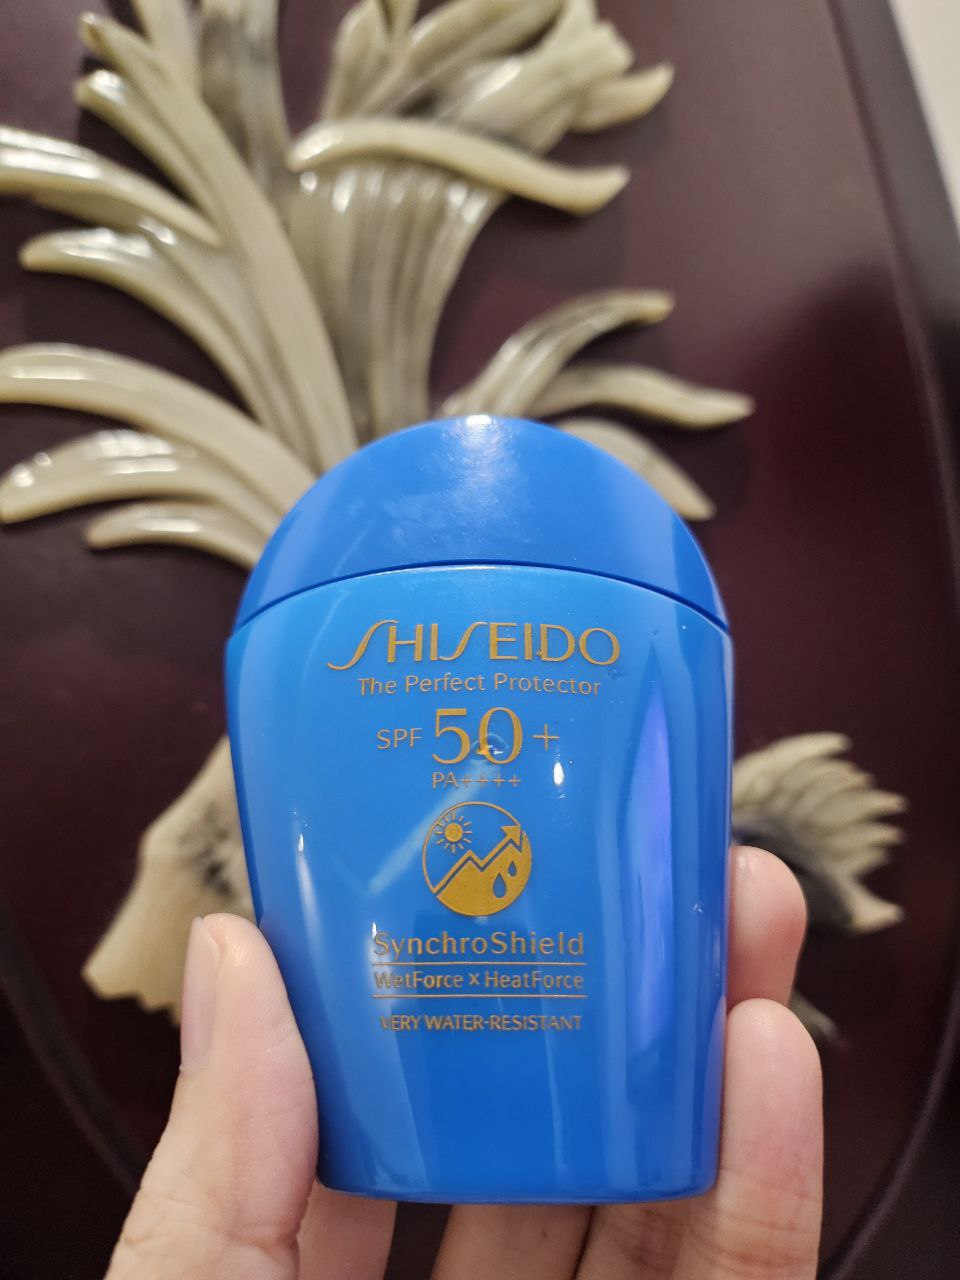 SHISEIDO
The Perfect Protector
SPF 50+
PA++++
SynchroShield
WetForce x HeatForce
VERY WATER-RESISTANT